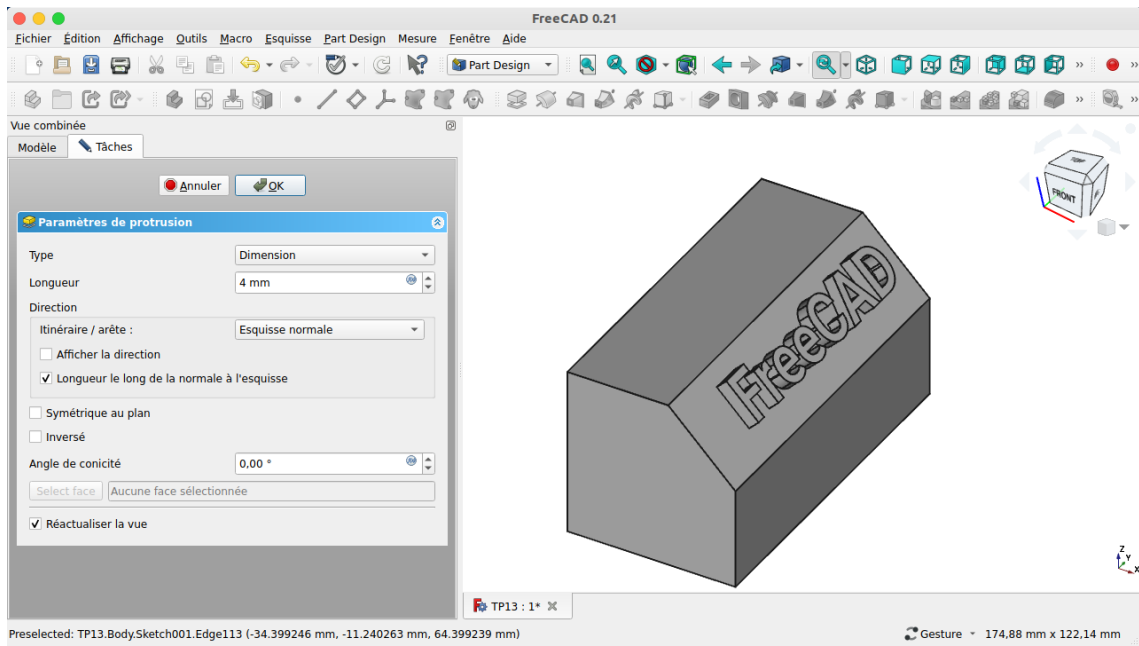 FreeCAD 0.21
Fichier Édition Affichage Outils Macro Esquisse Part Design Mesure Fenêtre Aide
Part Design
Vue combinée
Modèle Tâches
Annuler OK
Paramètres de protrusion
Type Dimension
Longueur 4 mm
Direction
Itinéraire / arête : Esquisse normale
Afficher la direction
Longueur le long de la normale à l'esquisse
Symétrique au plan
Inversé
Angle de conicité 0,00 °
Select face Aucune face sélectionnée
Réactualiser la vue
TOP
FRONT
IFreeCAD
Z
Y
X
TP13 : 1*
Preselected: TP13.Body.Sketch001.Edge113 (-34.399246 mm, -11.240263 mm, 64.399239 mm)
Gesture 174,88 mm x 122,14 mm